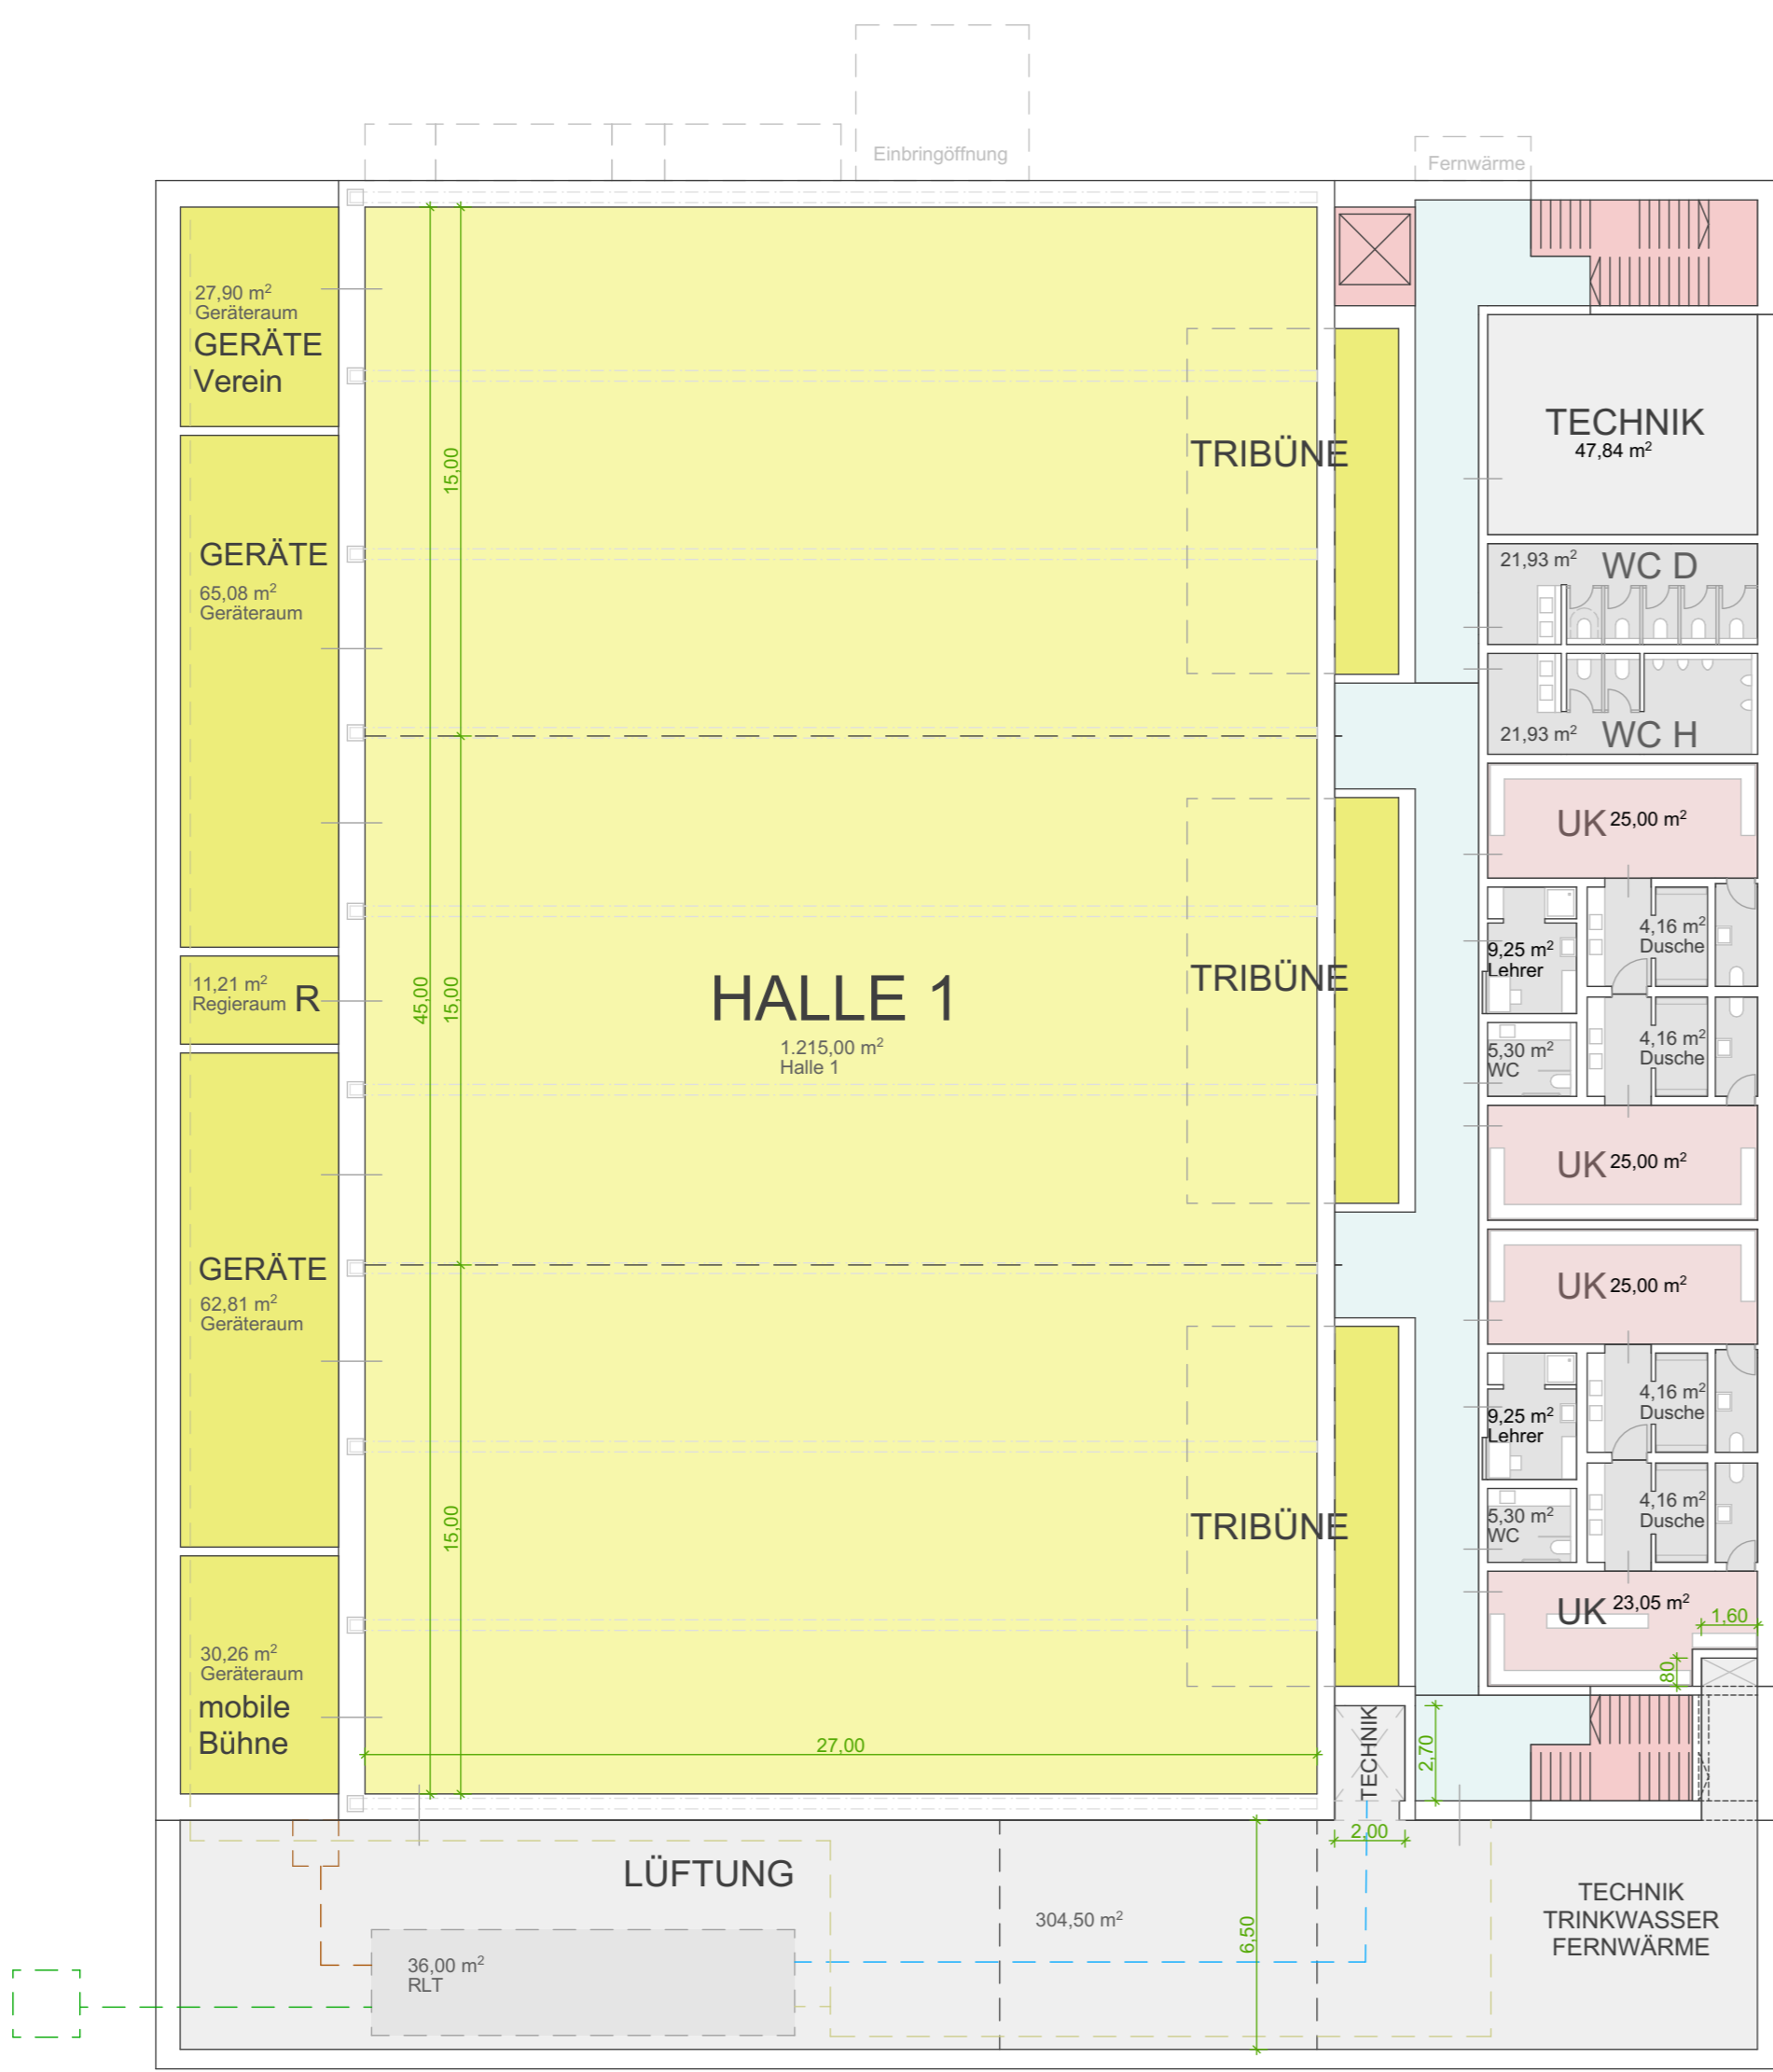 Einbringöffnung
Fernwärme
27,90 m²
Geräteraum
GERÄTE
Verein
GERÄTE
65,08 m²
Geräteraum
11,21 m²
Regieraum R
GERÄTE
62,81 m²
Geräteraum
30,26 m²
Geräteraum
mobile
Bühne
15,00
45,00
15,00
15,00
27,00
HALLE 1
1.215,00 m²
Halle 1
TRIBÜNE
TRIBÜNE
TRIBÜNE
TECHNIK
47,84 m²
21,93 m² WC D
21,93 m² WC H
UK 25,00 m²
9,25 m²
Lehrer
4,16 m²
Dusche
5,30 m²
WC
4,16 m²
Dusche
UK 25,00 m²
UK 25,00 m²
9,25 m²
Lehrer
4,16 m²
Dusche
5,30 m²
WC
4,16 m²
Dusche
UK 23,05 m²
1,60
80
TECHNIK
2,70
2,00
LÜFTUNG
304,50 m²
6,50
36,00 m²
RLT
TECHNIK
TRINKWASSER
FERNWÄRME